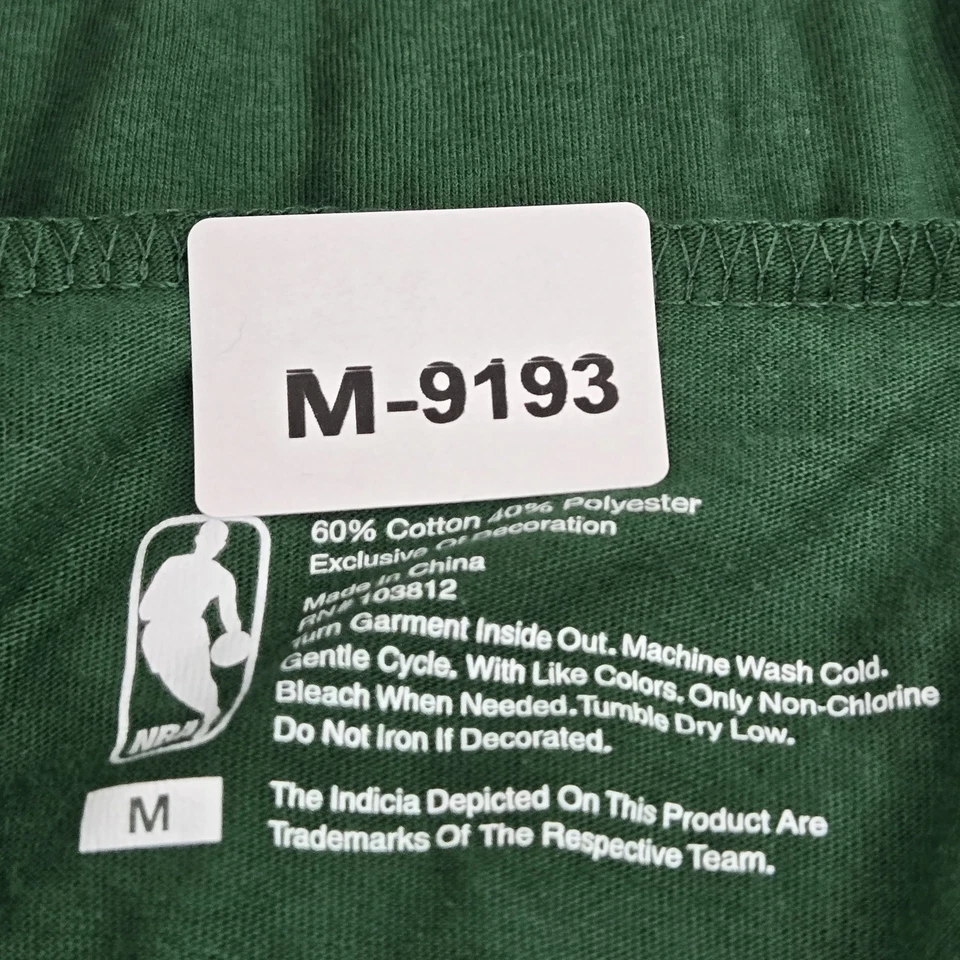 M-9193
60% Cotton 40% Polyester
Exclusive Of Decoration
Made In China
RN# 103812
Turn Garment Inside Out. Machine Wash Cold.
Gentle Cycle. With Like Colors. Only Non-Chlorine
Bleach When Needed. Tumble Dry Low.
Do Not Iron If Decorated.
NBA
M
The Indicia Depicted On This Product Are
Trademarks Of The Respective Team.